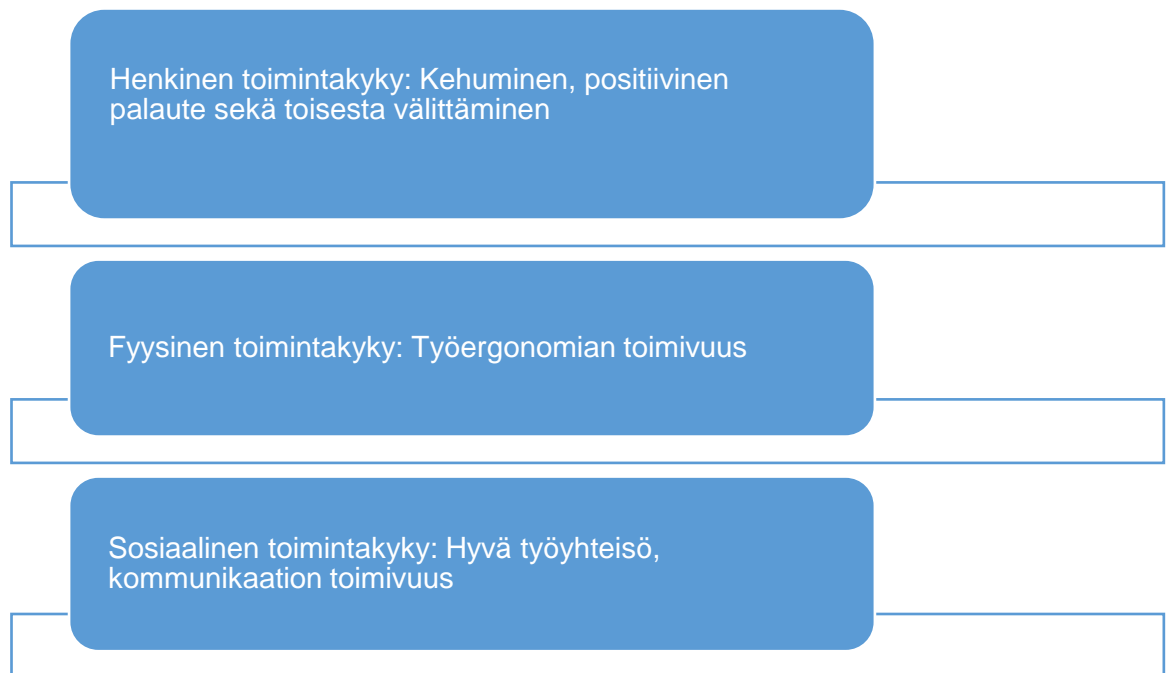 Henkinen toimintakyky: Kehuminen, positiivinen
palaute sekä toisesta välittäminen
Fyysinen toimintakyky: Työergonomian toimivuus
Sosiaalinen toimintakyky: Hyvä työyhteisö,
kommunikaation toimivuus